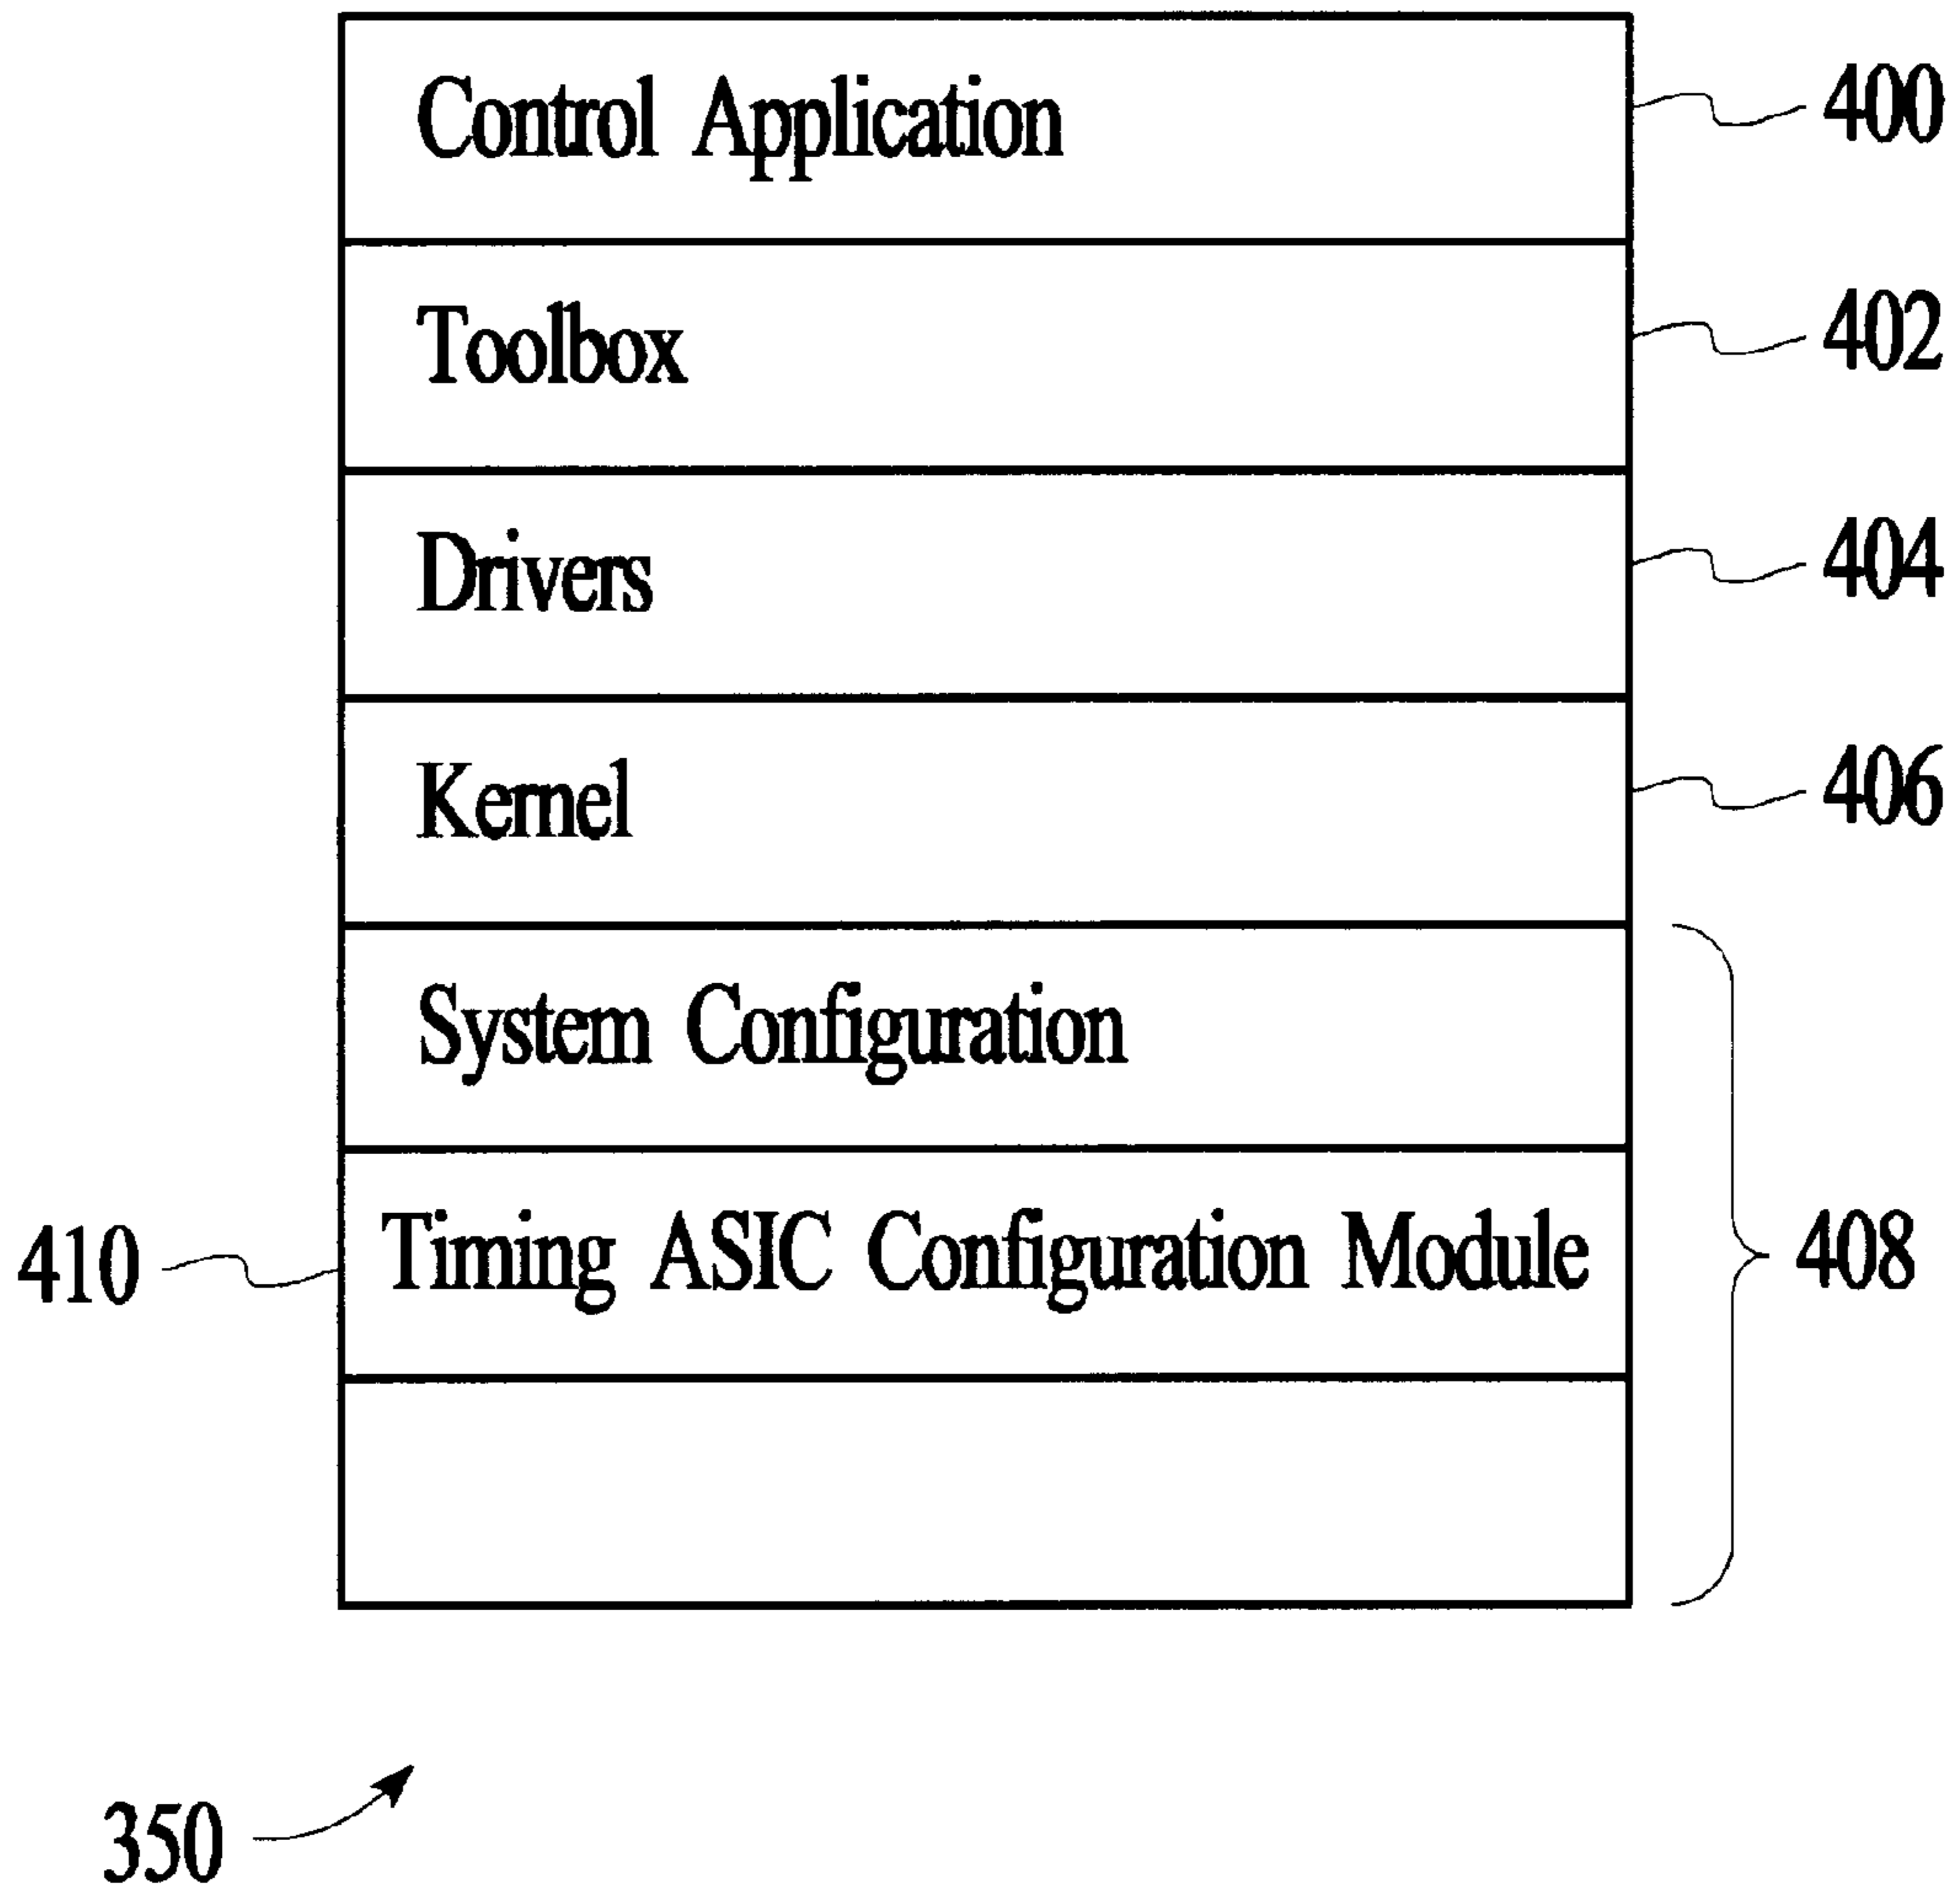 Control Application 400
Toolbox 402
Drivers 404
Kernel 406
System Configuration
410 Timing ASIC Configuration Module 408
350